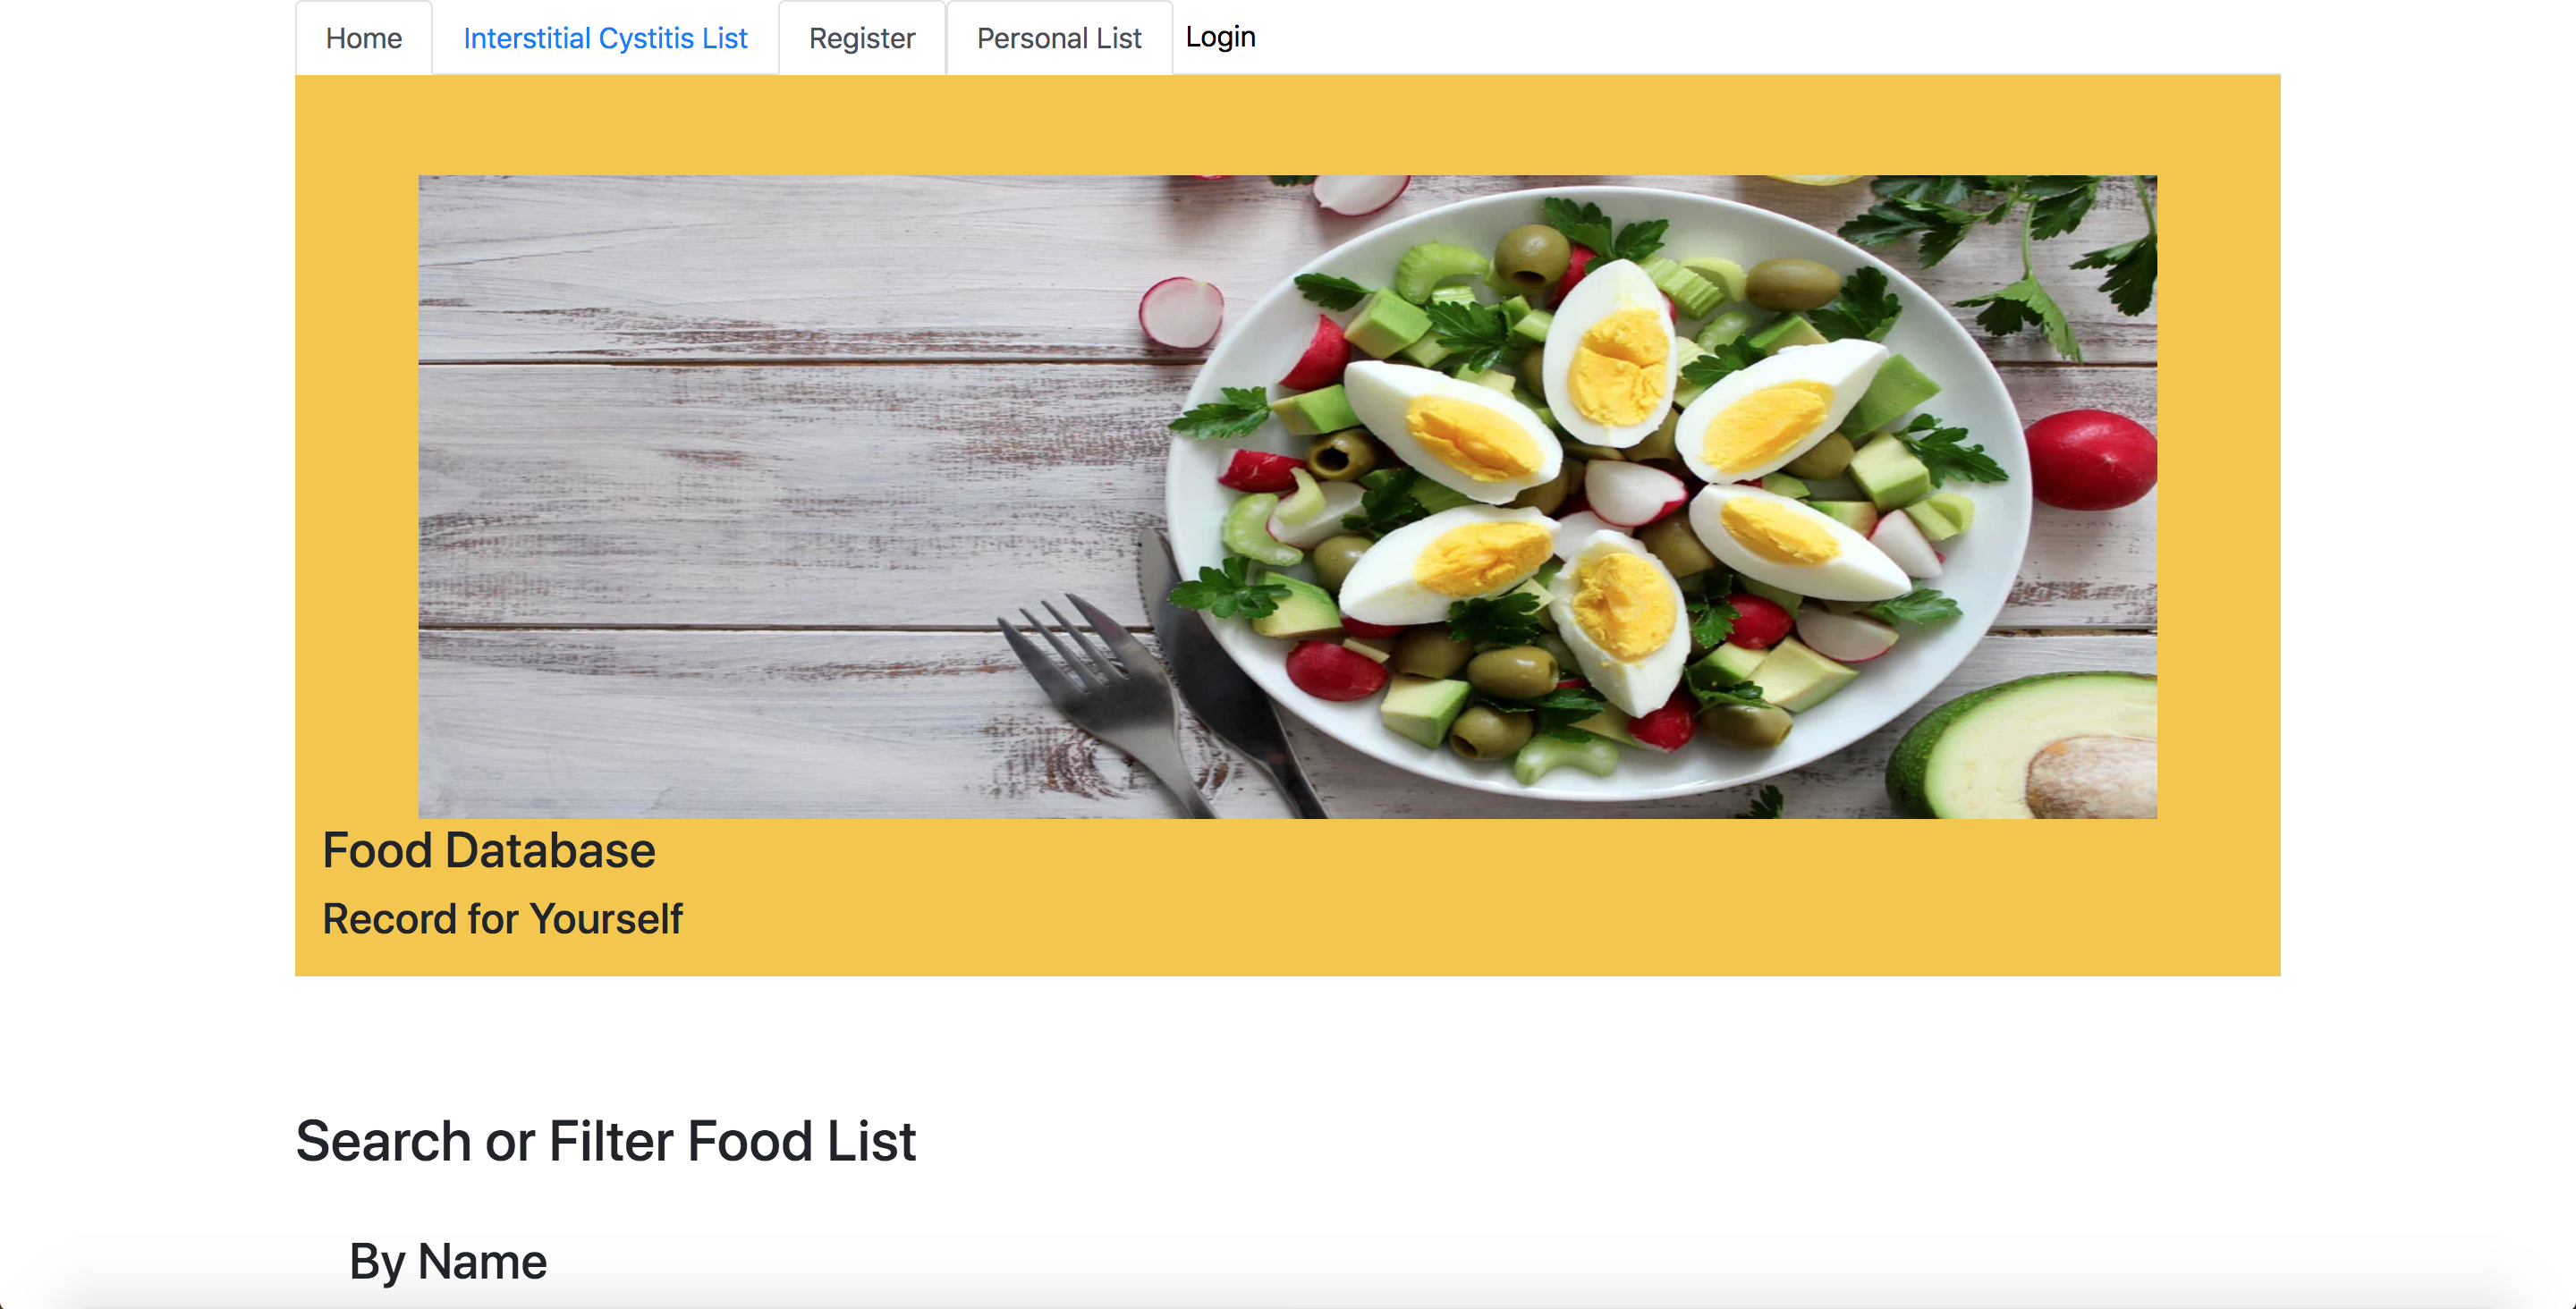 Home Interstitial Cystitis List Register Personal List Login
Food Database
Record for Yourself
Search or Filter Food List
By Name